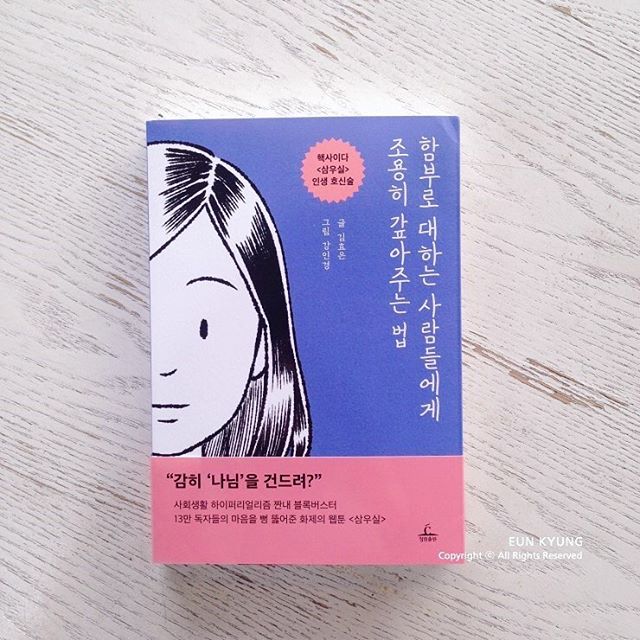 함부로 대하는 사람들에게
조용히 갚아주는 법
핵사이다
<삼우실>
인생 호신술
글 김효은
그림 강인경
“감히 ‘나님’을 건드려?”
사회생활 하이퍼리얼리즘 짠내 블록버스터
13만 독자들의 마음을 뻥 뚫어준 화제의 웹툰 <삼우실>
청림출판
EUN KYUNG
Copyright ⓒ All Rights Reserved